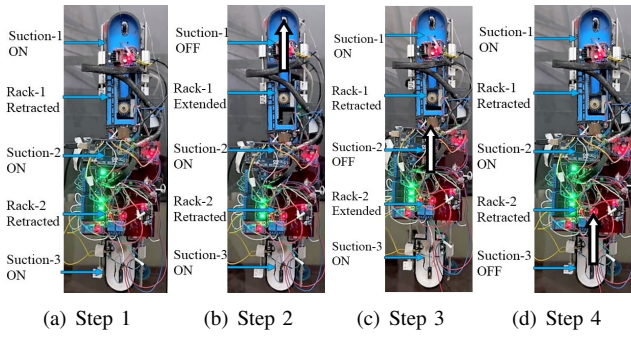 Suction-1
ON
Rack-1
Retracted
Suction-2
ON
Rack-2
Retracted
Suction-3
ON
(a) Step 1
Suction-1
OFF
Rack-1
Extended
Suction-2
ON
Rack-2
Retracted
Suction-3
ON
(b) Step 2
Suction-1
ON
Rack-1
Retracted
Suction-2
OFF
Rack-2
Extended
Suction-3
ON
(c) Step 3
Suction-1
ON
Rack-1
Retracted
Suction-2
ON
Rack-2
Retracted
Suction-3
OFF
(d) Step 4